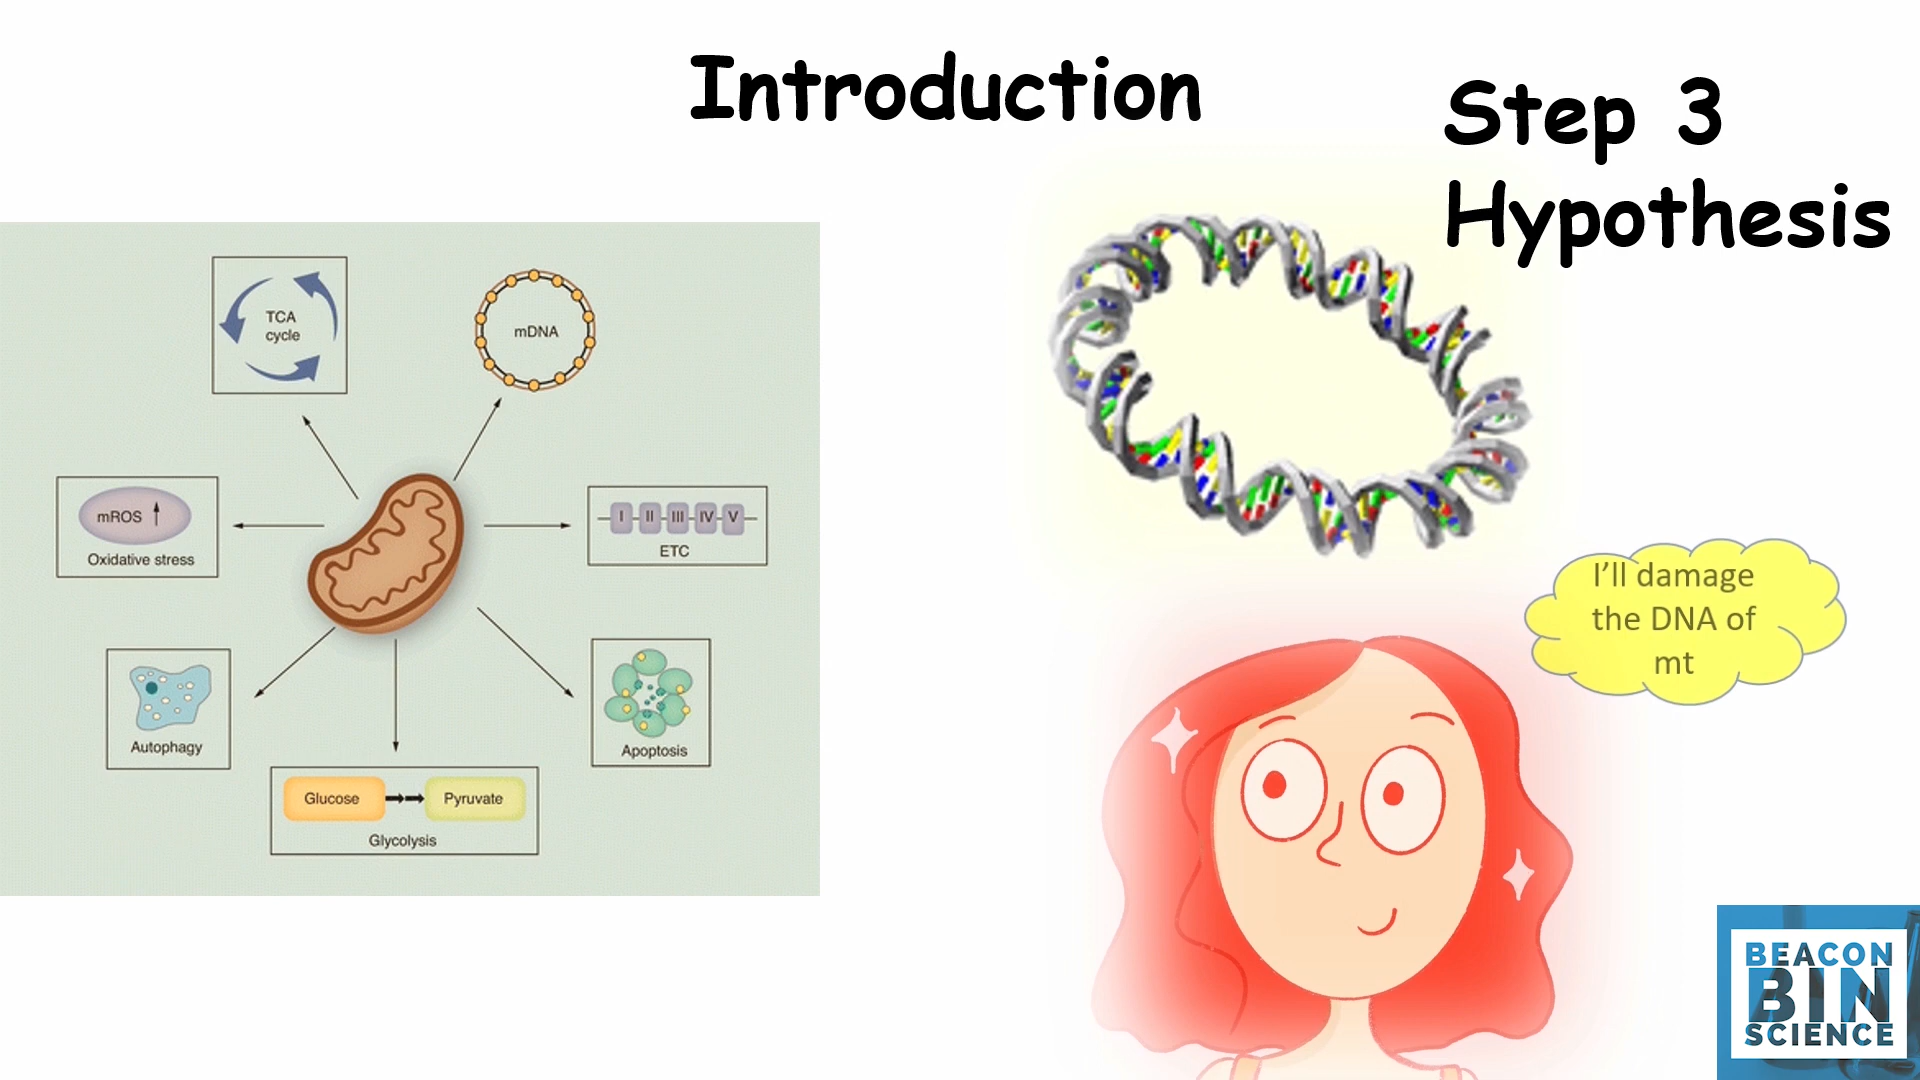 Introduction
Step 3
Hypothesis
TCA
cycle
mDNA
mROS
Oxidative stress
I
II
III
IV
V
ETC
Autophagy
Apoptosis
Glucose
Pyruvate
Glycolysis
I’ll damage
the DNA of
mt
BEACON
BIN
SCIENCE